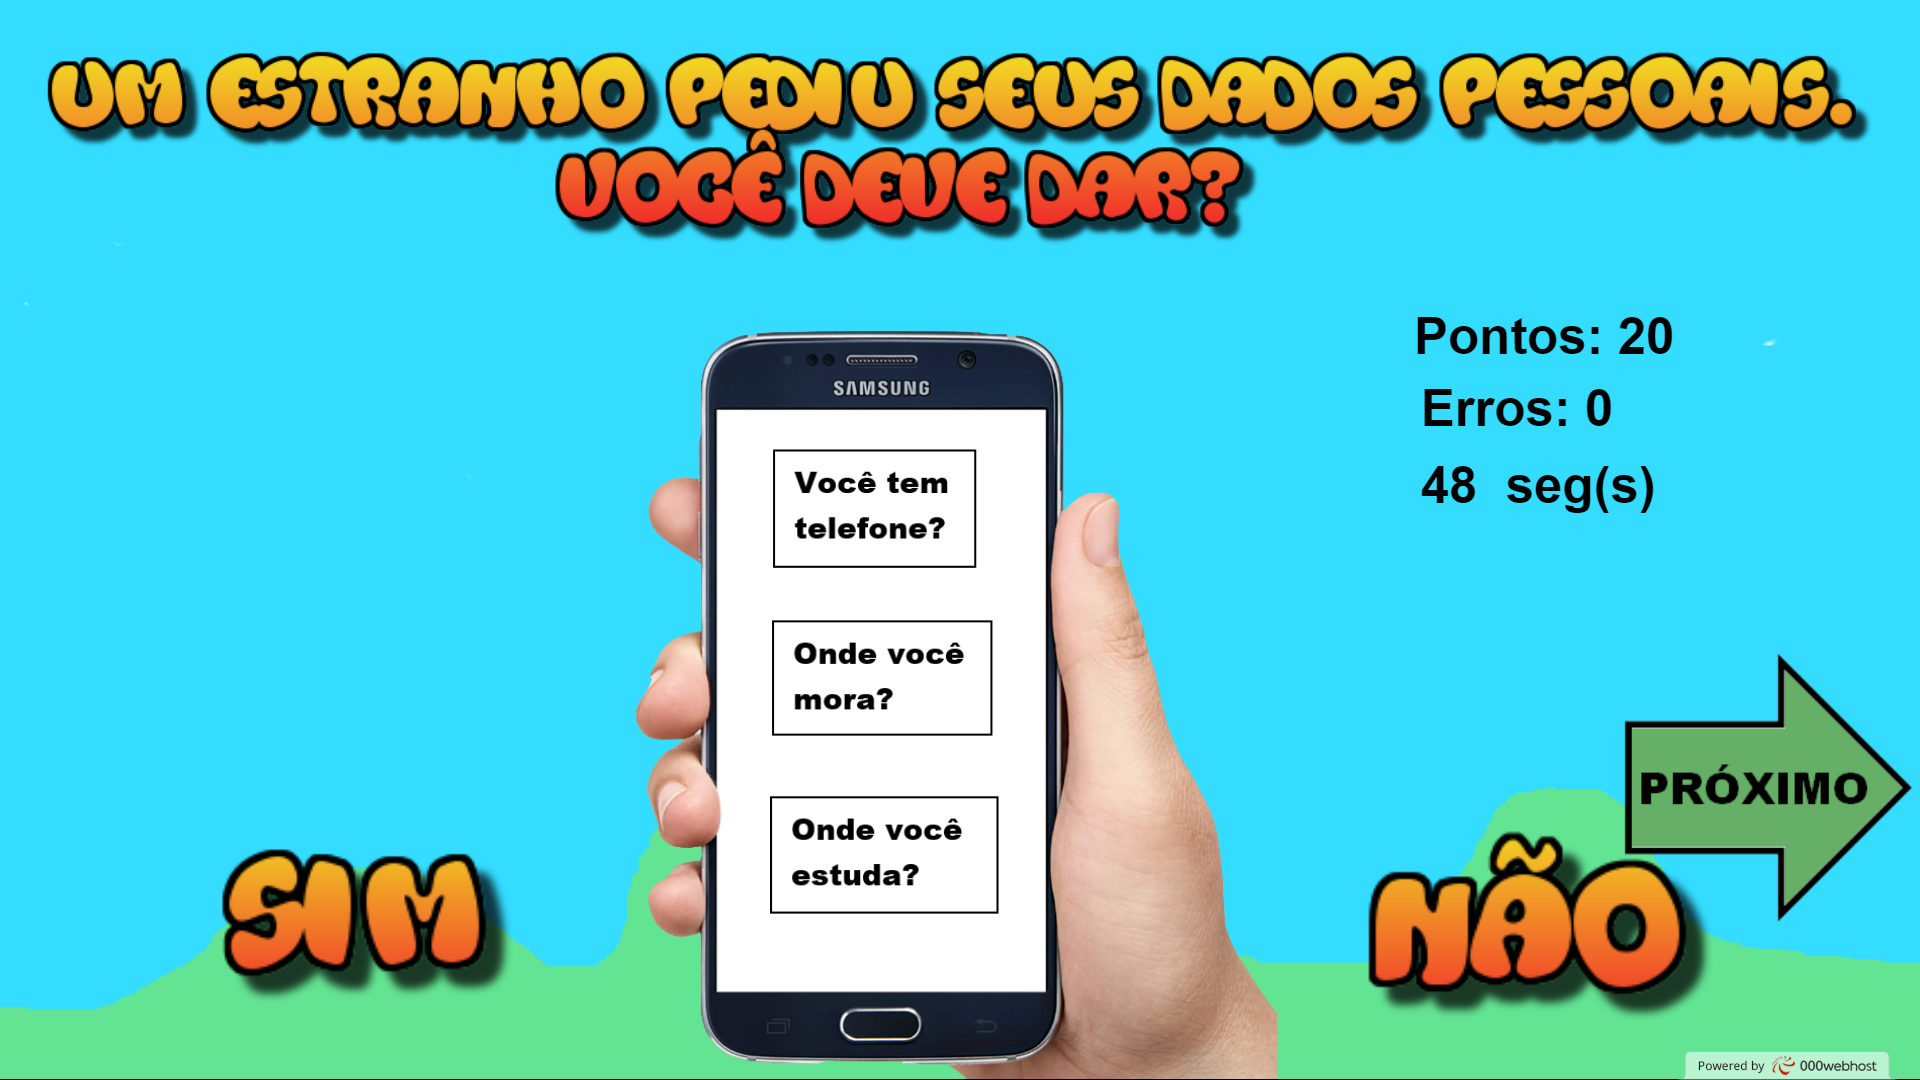 UM ESTRANHO PEDIU SEUS DADOS PESSOAIS.
VOCÊ DEVE DAR?
Pontos: 20
Erros: 0
48 seg(s)
SAMSUNG
Você tem
telefone?
Onde você
mora?
Onde você
estuda?
PRÓXIMO
SIM
NÃO
Powered by 000webhost